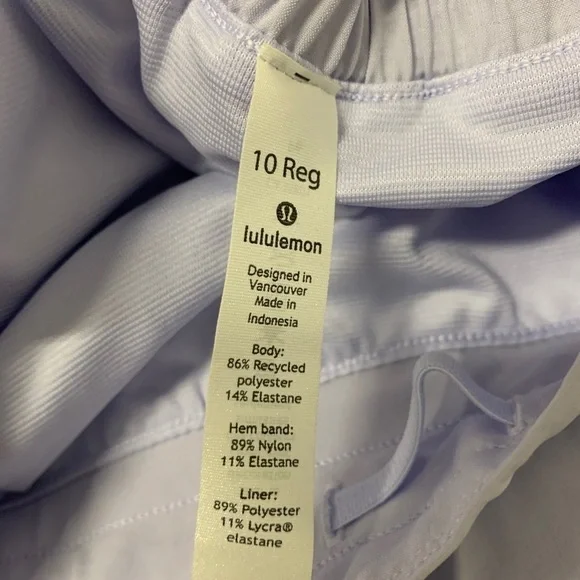 10 Reg
lululemon
Designed in
Vancouver
Made in
Indonesia
Body:
86% Recycled
polyester
14% Elastane
Hem band:
89% Nylon
11% Elastane
Liner:
89% Polyester
11% Lycra®
elastane